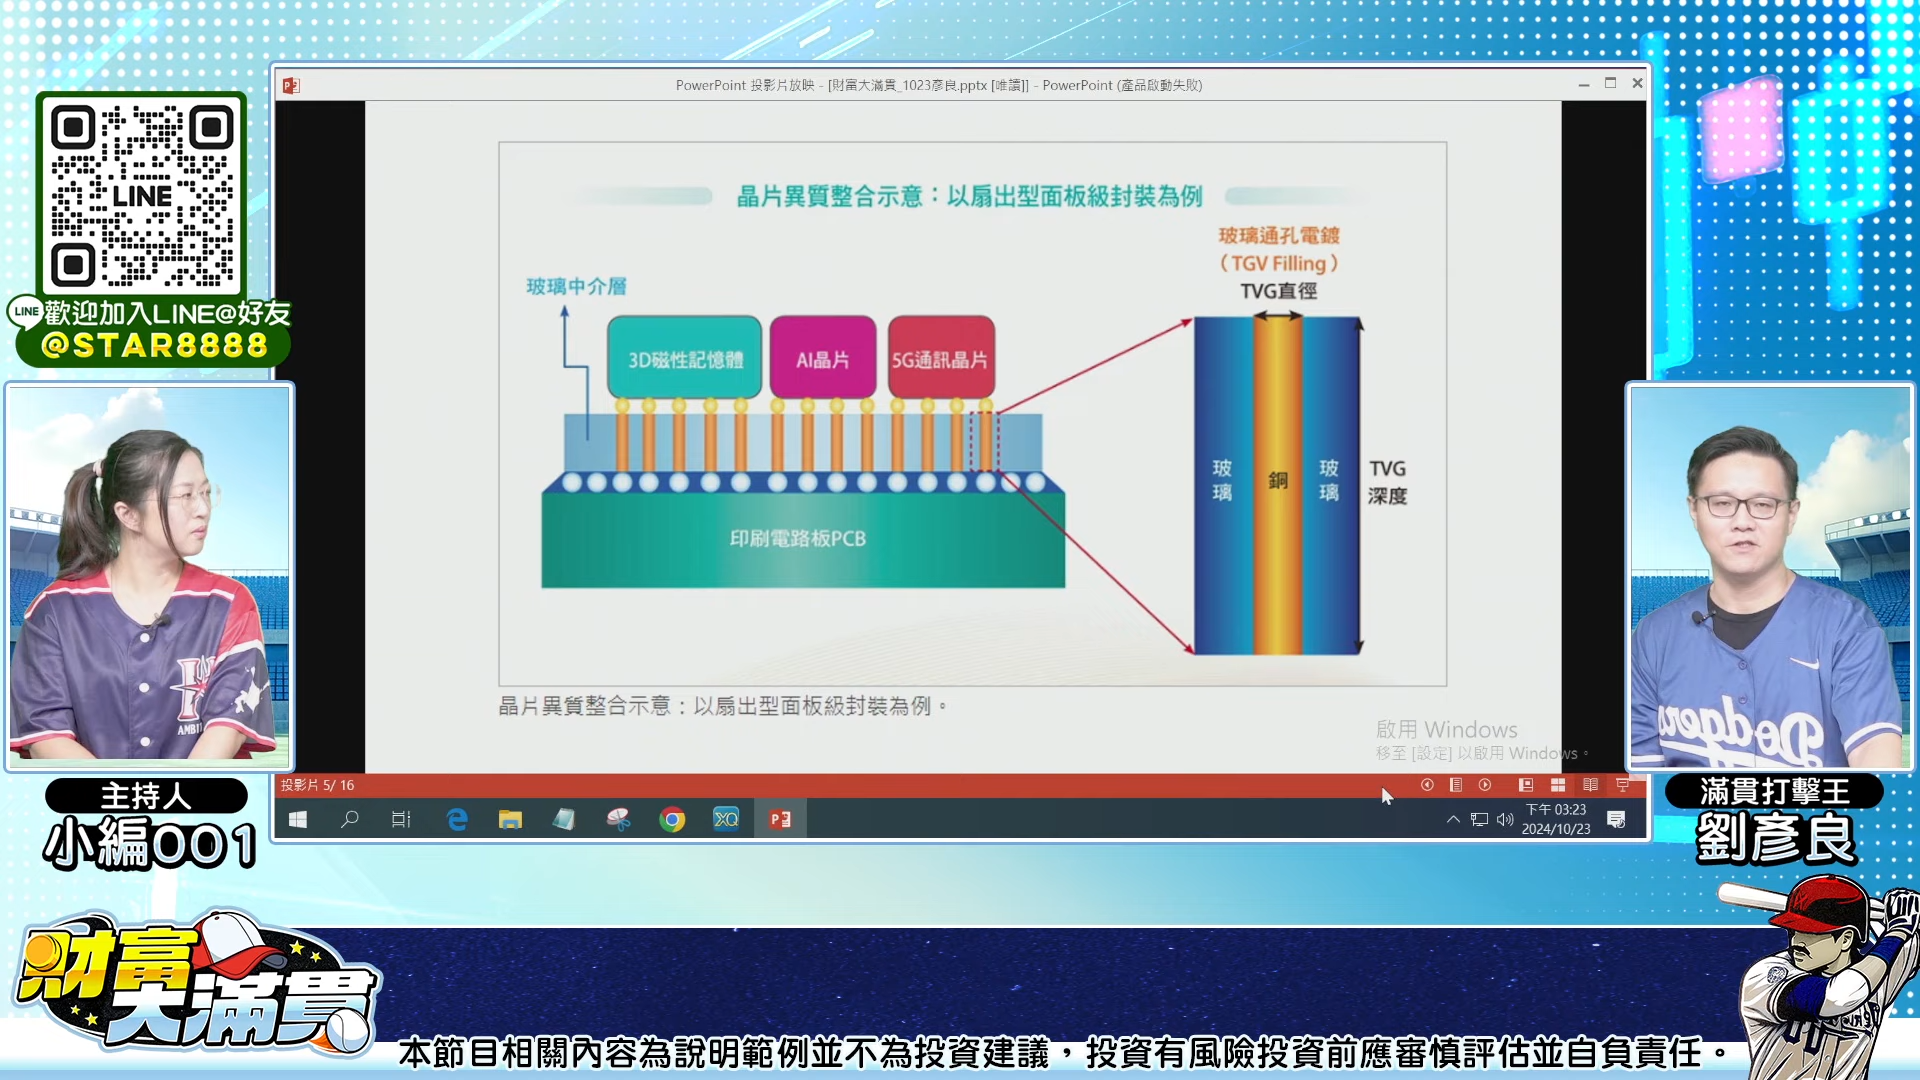 PowerPoint 投影片放映 - [財富大滿貫_1023彥良.pptx [唯讀]] - PowerPoint (產品啟動失敗)
LINE
LINE
歡迎加入LINE@好友
@STAR8888
晶片異質整合示意：以扇出型面板級封裝為例
玻璃通孔電鍍
（TGV Filling）
TVG直徑
玻璃中介層
3D磁性記憶體
AI晶片
5G通訊晶片
玻璃
銅
玻璃
TVG
深度
印刷電路板PCB
晶片異質整合示意：以扇出型面板級封裝為例。
啟用 Windows
移至 [設定] 以啟用 Windows。
投影片 5/ 16
XQ
下午 03:23
2024/10/23
Dodgers
主持人
小編001
滿貫打擊王
劉彥良
財富
大滿貫
本節目相關內容為說明範例並不為投資建議，投資有風險投資前應審慎評估並自負責任。